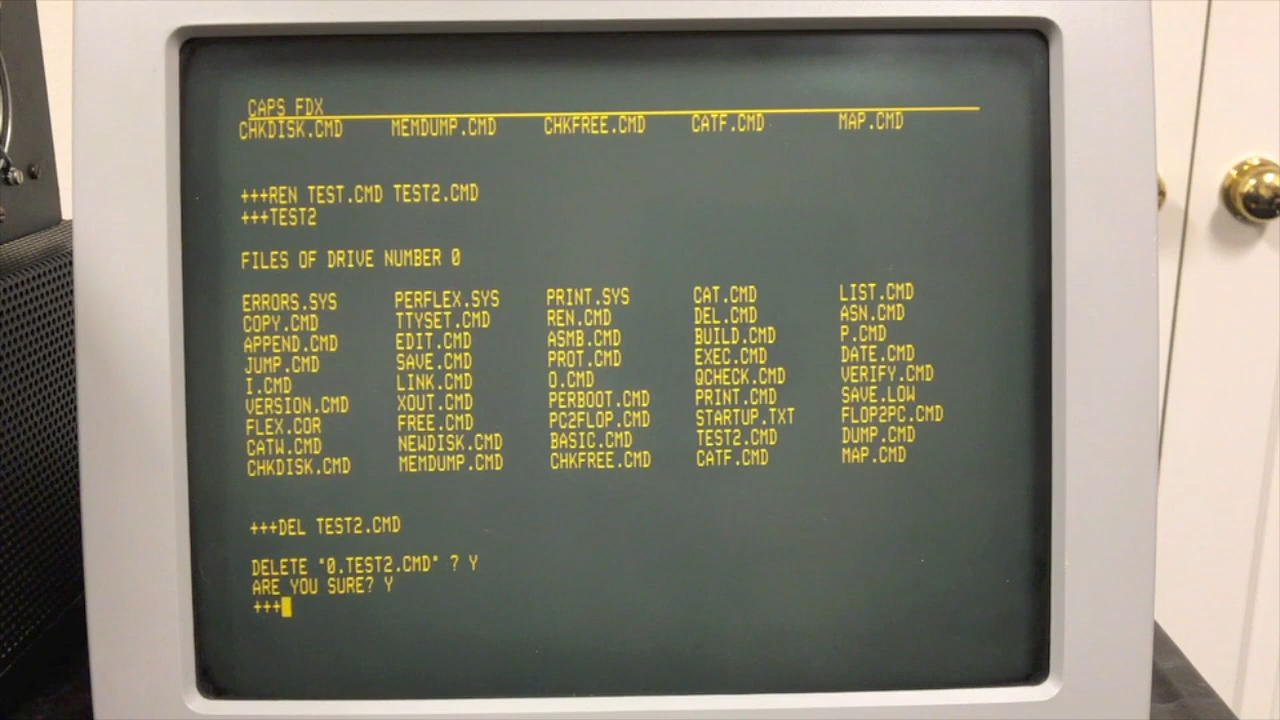 CAPS FDX
CHKDISK.CMD MEMDUMP.CMD CHKFREE.CMD CATF.CMD MAP.CMD
+++REN TEST.CMD TEST2.CMD
+++TEST2
FILES OF DRIVE NUMBER 0
ERRORS.SYS PERFLEX.SYS PRINT.SYS CAT.CMD LIST.CMD
COPY.CMD TTYSET.CMD REN.CMD DEL.CMD ASN.CMD
APPEND.CMD EDIT.CMD ASMB.CMD BUILD.CMD P.CMD
JUMP.CMD SAVE.CMD PROT.CMD EXEC.CMD DATE.CMD
I.CMD LINK.CMD O.CMD QCHECK.CMD VERIFY.CMD
VERSION.CMD XOUT.CMD PERBOOT.CMD PRINT.CMD SAVE.LOW
FLEX.COR FREE.CMD PC2FLOP.CMD STARTUP.TXT FLOP2PC.CMD
CATW.CMD NEWDISK.CMD BASIC.CMD TEST2.CMD DUMP.CMD
CHKDISK.CMD MEMDUMP.CMD CHKFREE.CMD CATF.CMD MAP.CMD
+++DEL TEST2.CMD
DELETE "0.TEST2.CMD" ? Y
ARE YOU SURE? Y
+++